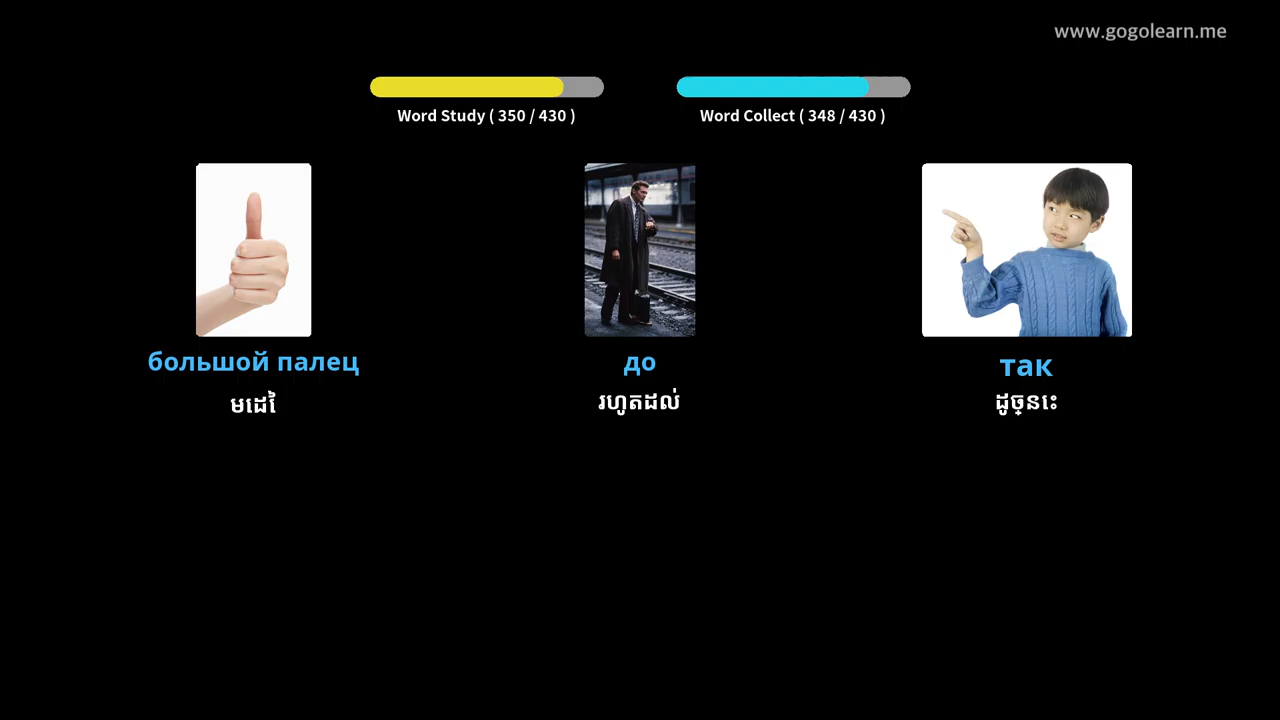 www.gogolearn.me
Word Study ( 350 / 430 )
Word Collect ( 348 / 430 )
большой палец
до
так
មេដៃ
រហូតដល់
ដូច្នេះ